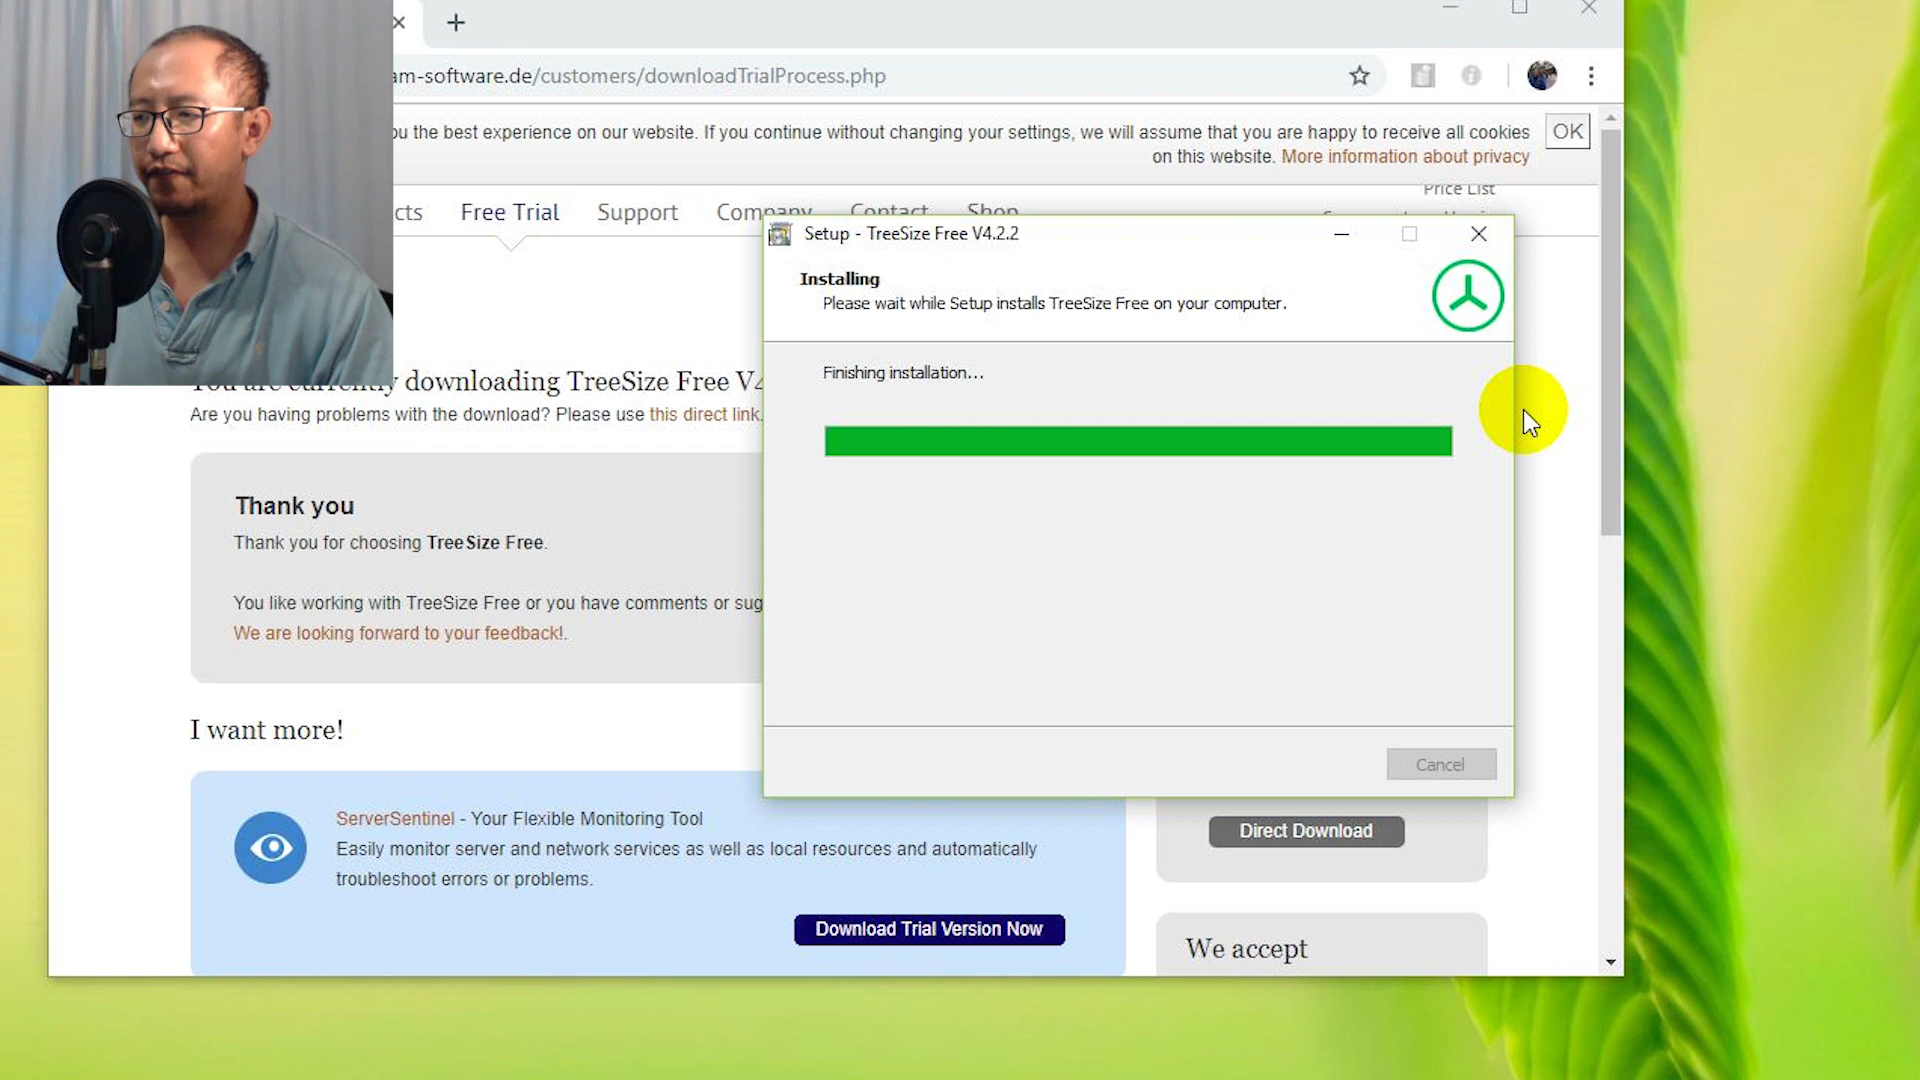 am-software.de/customers/downloadTrialProcess.php
the best experience on our website. If you continue without changing your settings, we will assume that you are happy to receive all cookies
OK
on this website. More information about privacy
Price List
cts Free Trial Support Company Contact Shop
Setup - TreeSize Free V4.2.2
Installing
Please wait while Setup installs TreeSize Free on your computer.
Finishing installation...
You are currently downloading TreeSize Free V4
Are you having problems with the download? Please use this direct link.
Thank you
Thank you for choosing TreeSize Free.
You like working with TreeSize Free or you have comments or sug
We are looking forward to your feedback!.
I want more!
Cancel
ServerSentinel - Your Flexible Monitoring Tool
Easily monitor server and network services as well as local resources and automatically
troubleshoot errors or problems.
Download Trial Version Now
Direct Download
We accept